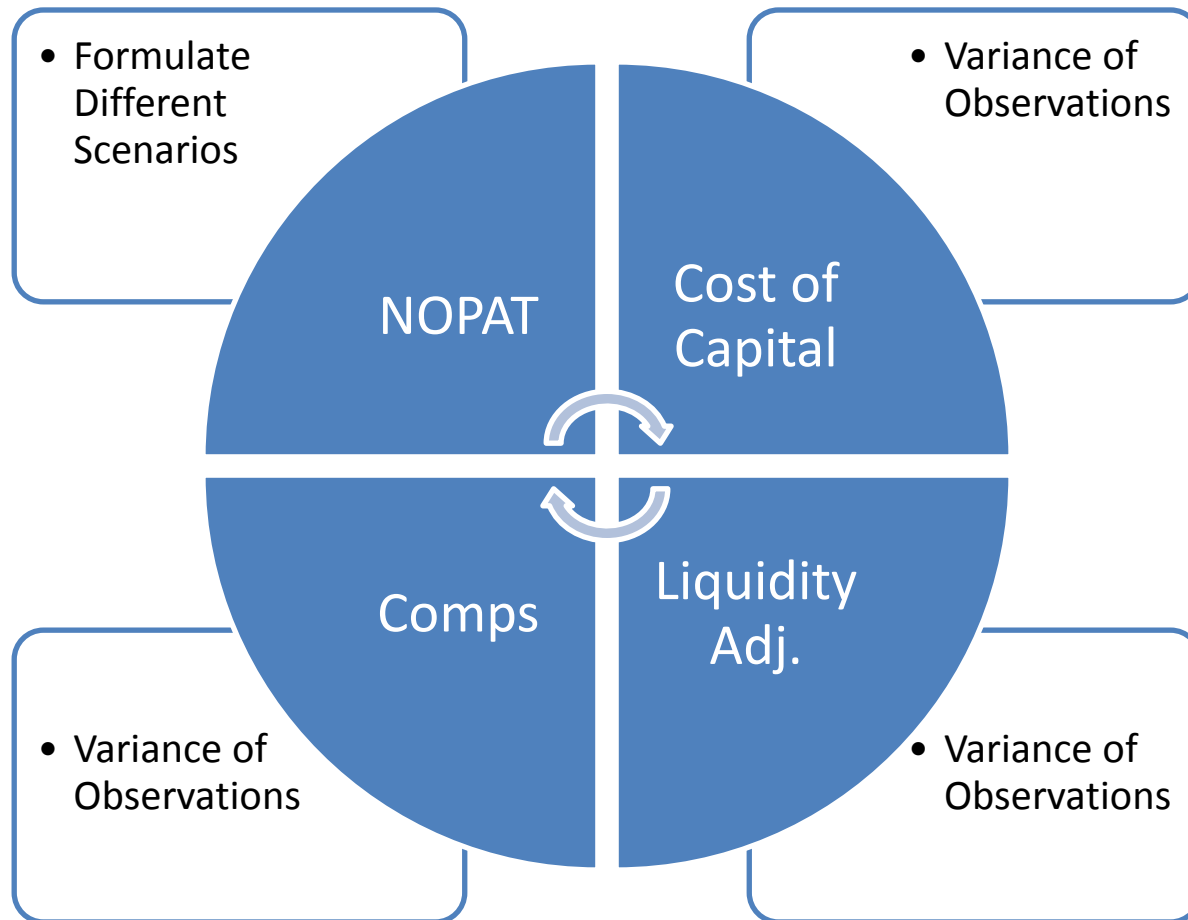 • Formulate
Different
Scenarios
• Variance of
Observations
NOPAT
Cost of
Capital
Comps
Liquidity
Adj.
• Variance of
Observations
• Variance of
Observations